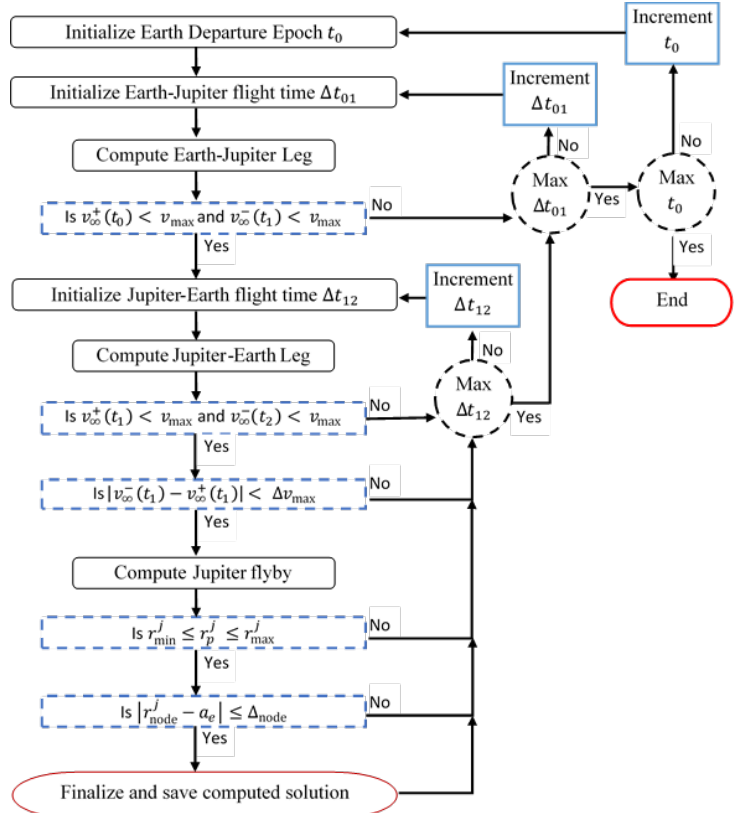 Initialize Earth Departure Epoch t₀
Increment
t₀
Initialize Earth-Jupiter flight time Δt₀₁
Increment
Δt₀₁
No
No
Compute Earth-Jupiter Leg
Max
Δt₀₁
Yes
Max
t₀
Is v∞⁺(t₀) < vmax and v∞⁻(t₁) < vmax
No
Yes
Yes
End
Initialize Jupiter-Earth flight time Δt₁₂
Increment
Δt₁₂
No
Compute Jupiter-Earth Leg
Max
Δt₁₂
Yes
Is v∞⁺(t₁) < vmax and v∞⁻(t₂) < vmax
No
Yes
Is|v∞⁻(t₁) − v∞⁺(t₁)| < Δvmax
No
Yes
Compute Jupiter flyby
Is rʲmin ≤ rʲp ≤ rʲmax
No
Yes
Is |rʲnode − aₑ| ≤ Δnode
No
Yes
Finalize and save computed solution